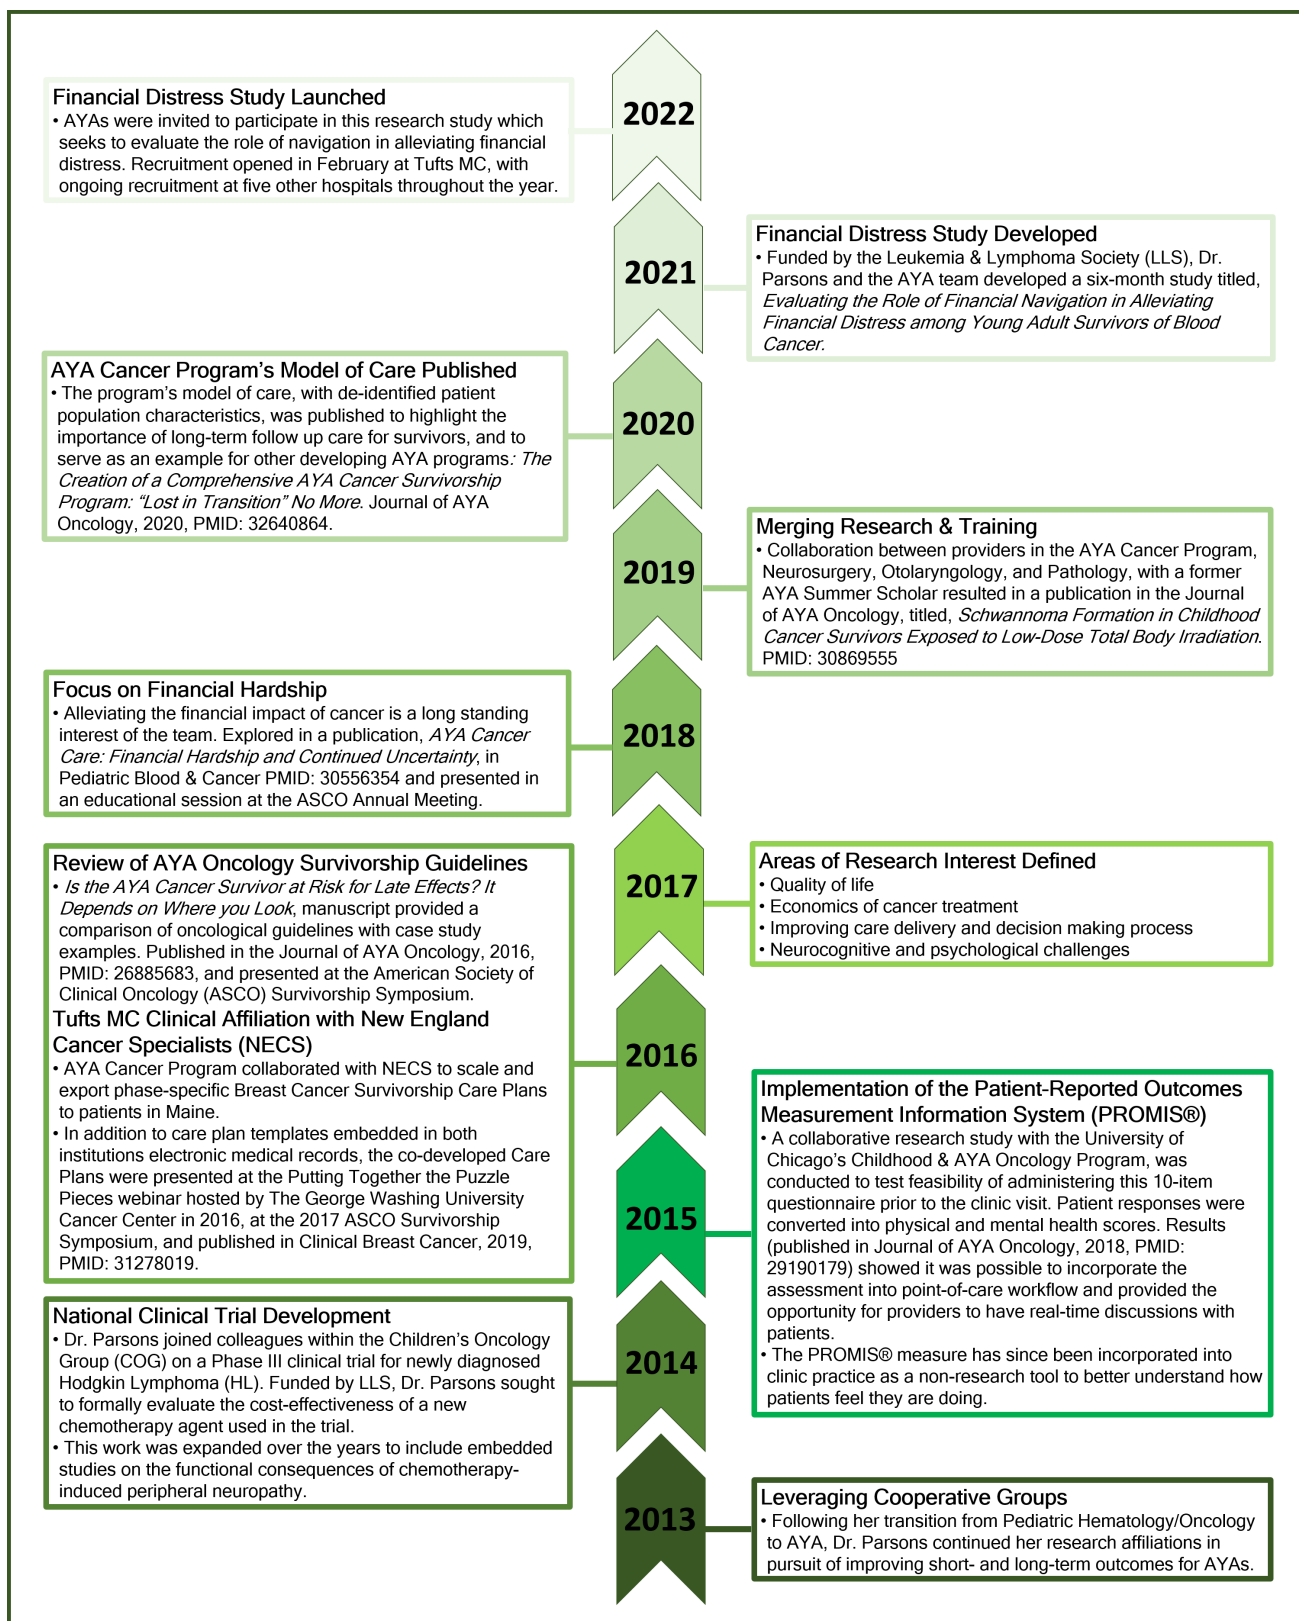 2022
Financial Distress Study Launched
• AYAs were invited to participate in this research study which
seeks to evaluate the role of navigation in alleviating financial
distress. Recruitment opened in February at Tufts MC, with
ongoing recruitment at five other hospitals throughout the year.
2021
Financial Distress Study Developed
• Funded by the Leukemia & Lymphoma Society (LLS), Dr.
Parsons and the AYA team developed a six-month study titled,
Evaluating the Role of Financial Navigation in Alleviating
Financial Distress among Young Adult Survivors of Blood
Cancer.
2020
AYA Cancer Program’s Model of Care Published
• The program’s model of care, with de-identified patient
population characteristics, was published to highlight the
importance of long-term follow up care for survivors, and to
serve as an example for other developing AYA programs: The
Creation of a Comprehensive AYA Cancer Survivorship
Program: “Lost in Transition” No More. Journal of AYA
Oncology, 2020, PMID: 32640864.
2019
Merging Research & Training
• Collaboration between providers in the AYA Cancer Program,
Neurosurgery, Otolaryngology, and Pathology, with a former
AYA Summer Scholar resulted in a publication in the Journal
of AYA Oncology, titled, Schwannoma Formation in Childhood
Cancer Survivors Exposed to Low-Dose Total Body Irradiation.
PMID: 30869555
2018
Focus on Financial Hardship
• Alleviating the financial impact of cancer is a long standing
interest of the team. Explored in a publication, AYA Cancer
Care: Financial Hardship and Continued Uncertainty, in
Pediatric Blood & Cancer PMID: 30556354 and presented in
an educational session at the ASCO Annual Meeting.
2017
Areas of Research Interest Defined
• Quality of life
• Economics of cancer treatment
• Improving care delivery and decision making process
• Neurocognitive and psychological challenges
2016
Review of AYA Oncology Survivorship Guidelines
• Is the AYA Cancer Survivor at Risk for Late Effects? It
Depends on Where you Look, manuscript provided a
comparison of oncological guidelines with case study
examples. Published in the Journal of AYA Oncology, 2016,
PMID: 26885683, and presented at the American Society of
Clinical Oncology (ASCO) Survivorship Symposium.
Tufts MC Clinical Affiliation with New England
Cancer Specialists (NECS)
• AYA Cancer Program collaborated with NECS to scale and
export phase-specific Breast Cancer Survivorship Care Plans
to patients in Maine.
• In addition to care plan templates embedded in both
institutions electronic medical records, the co-developed Care
Plans were presented at the Putting Together the Puzzle
Pieces webinar hosted by The George Washing University
Cancer Center in 2016, at the 2017 ASCO Survivorship
Symposium, and published in Clinical Breast Cancer, 2019,
PMID: 31278019.
2015
Implementation of the Patient-Reported Outcomes
Measurement Information System (PROMIS®)
• A collaborative research study with the University of
Chicago’s Childhood & AYA Oncology Program, was
conducted to test feasibility of administering this 10-item
questionnaire prior to the clinic visit. Patient responses were
converted into physical and mental health scores. Results
(published in Journal of AYA Oncology, 2018, PMID:
29190179) showed it was possible to incorporate the
assessment into point-of-care workflow and provided the
opportunity for providers to have real-time discussions with
patients.
• The PROMIS® measure has since been incorporated into
clinic practice as a non-research tool to better understand how
patients feel they are doing.
2014
National Clinical Trial Development
• Dr. Parsons joined colleagues within the Children’s Oncology
Group (COG) on a Phase III clinical trial for newly diagnosed
Hodgkin Lymphoma (HL). Funded by LLS, Dr. Parsons sought
to formally evaluate the cost-effectiveness of a new
chemotherapy agent used in the trial.
• This work was expanded over the years to include embedded
studies on the functional consequences of chemotherapy-
induced peripheral neuropathy.
2013
Leveraging Cooperative Groups
• Following her transition from Pediatric Hematology/Oncology
to AYA, Dr. Parsons continued her research affiliations in
pursuit of improving short- and long-term outcomes for AYAs.